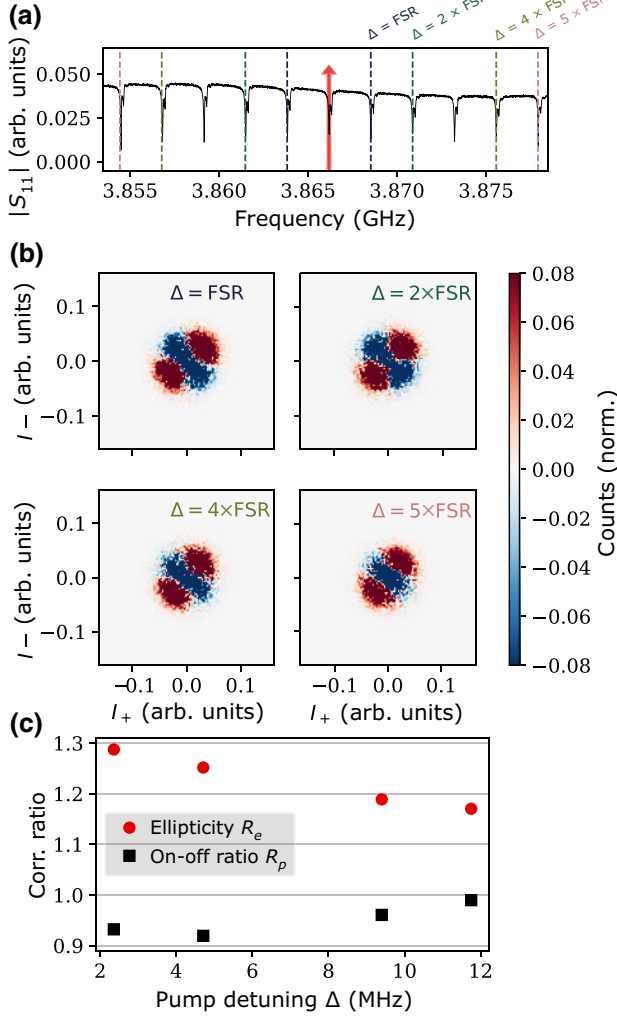 (a)
Δ = FSR
Δ = 2 × FSR
Δ = 4 × FSR
Δ = 5 × FSR
|S11| (arb. units)
0.050
0.025
0.000
3.855 3.860 3.865 3.870 3.875
Frequency (GHz)
(b)
Δ = FSR
Δ = 2×FSR
I − (arb. units)
0.1
0.0
−0.1
Δ = 4×FSR
Δ = 5×FSR
I − (arb. units)
0.1
0.0
−0.1
−0.1 0.0 0.1
−0.1 0.0 0.1
I+ (arb. units)
I+ (arb. units)
0.08
0.06
0.04
0.02
0.00
−0.02
−0.04
−0.06
−0.08
Counts (norm.)
(c)
Corr. ratio
1.3
1.2
1.1
1.0
0.9
Ellipticity Re
On-off ratio Rp
2 4 6 8 10 12
Pump detuning Δ (MHz)